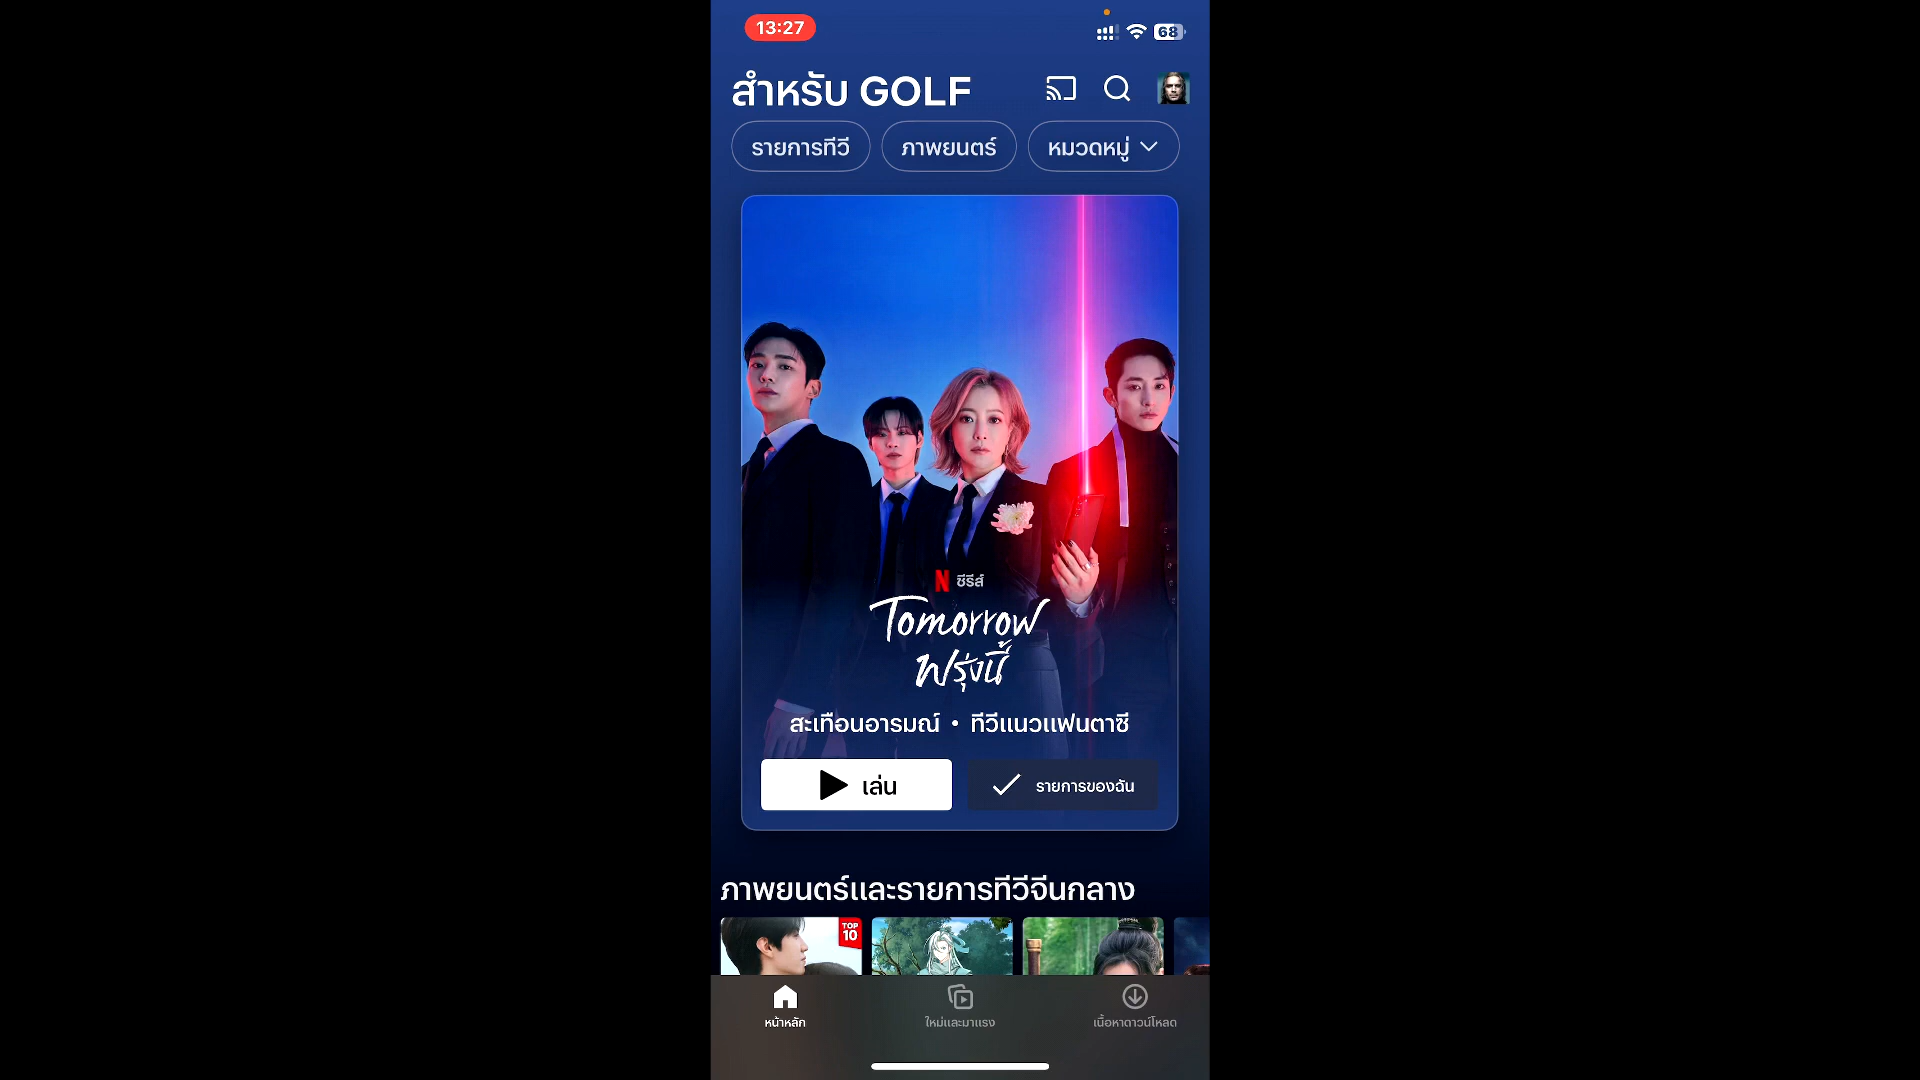 13:27
68
สำหรับ GOLF
รายการทีวี
ภาพยนตร์
หมวดหมู่
N ซีรีส์
Tomorrow
พรุ่งนี้
สะเทือนอารมณ์ • ทีวีแนวแฟนตาซี
เล่น
รายการของฉัน
ภาพยนตร์และรายการทีวีจีนกลาง
TOP
10
หน้าหลัก
ใหม่และมาแรง
เนื้อหาดาวน์โหลด